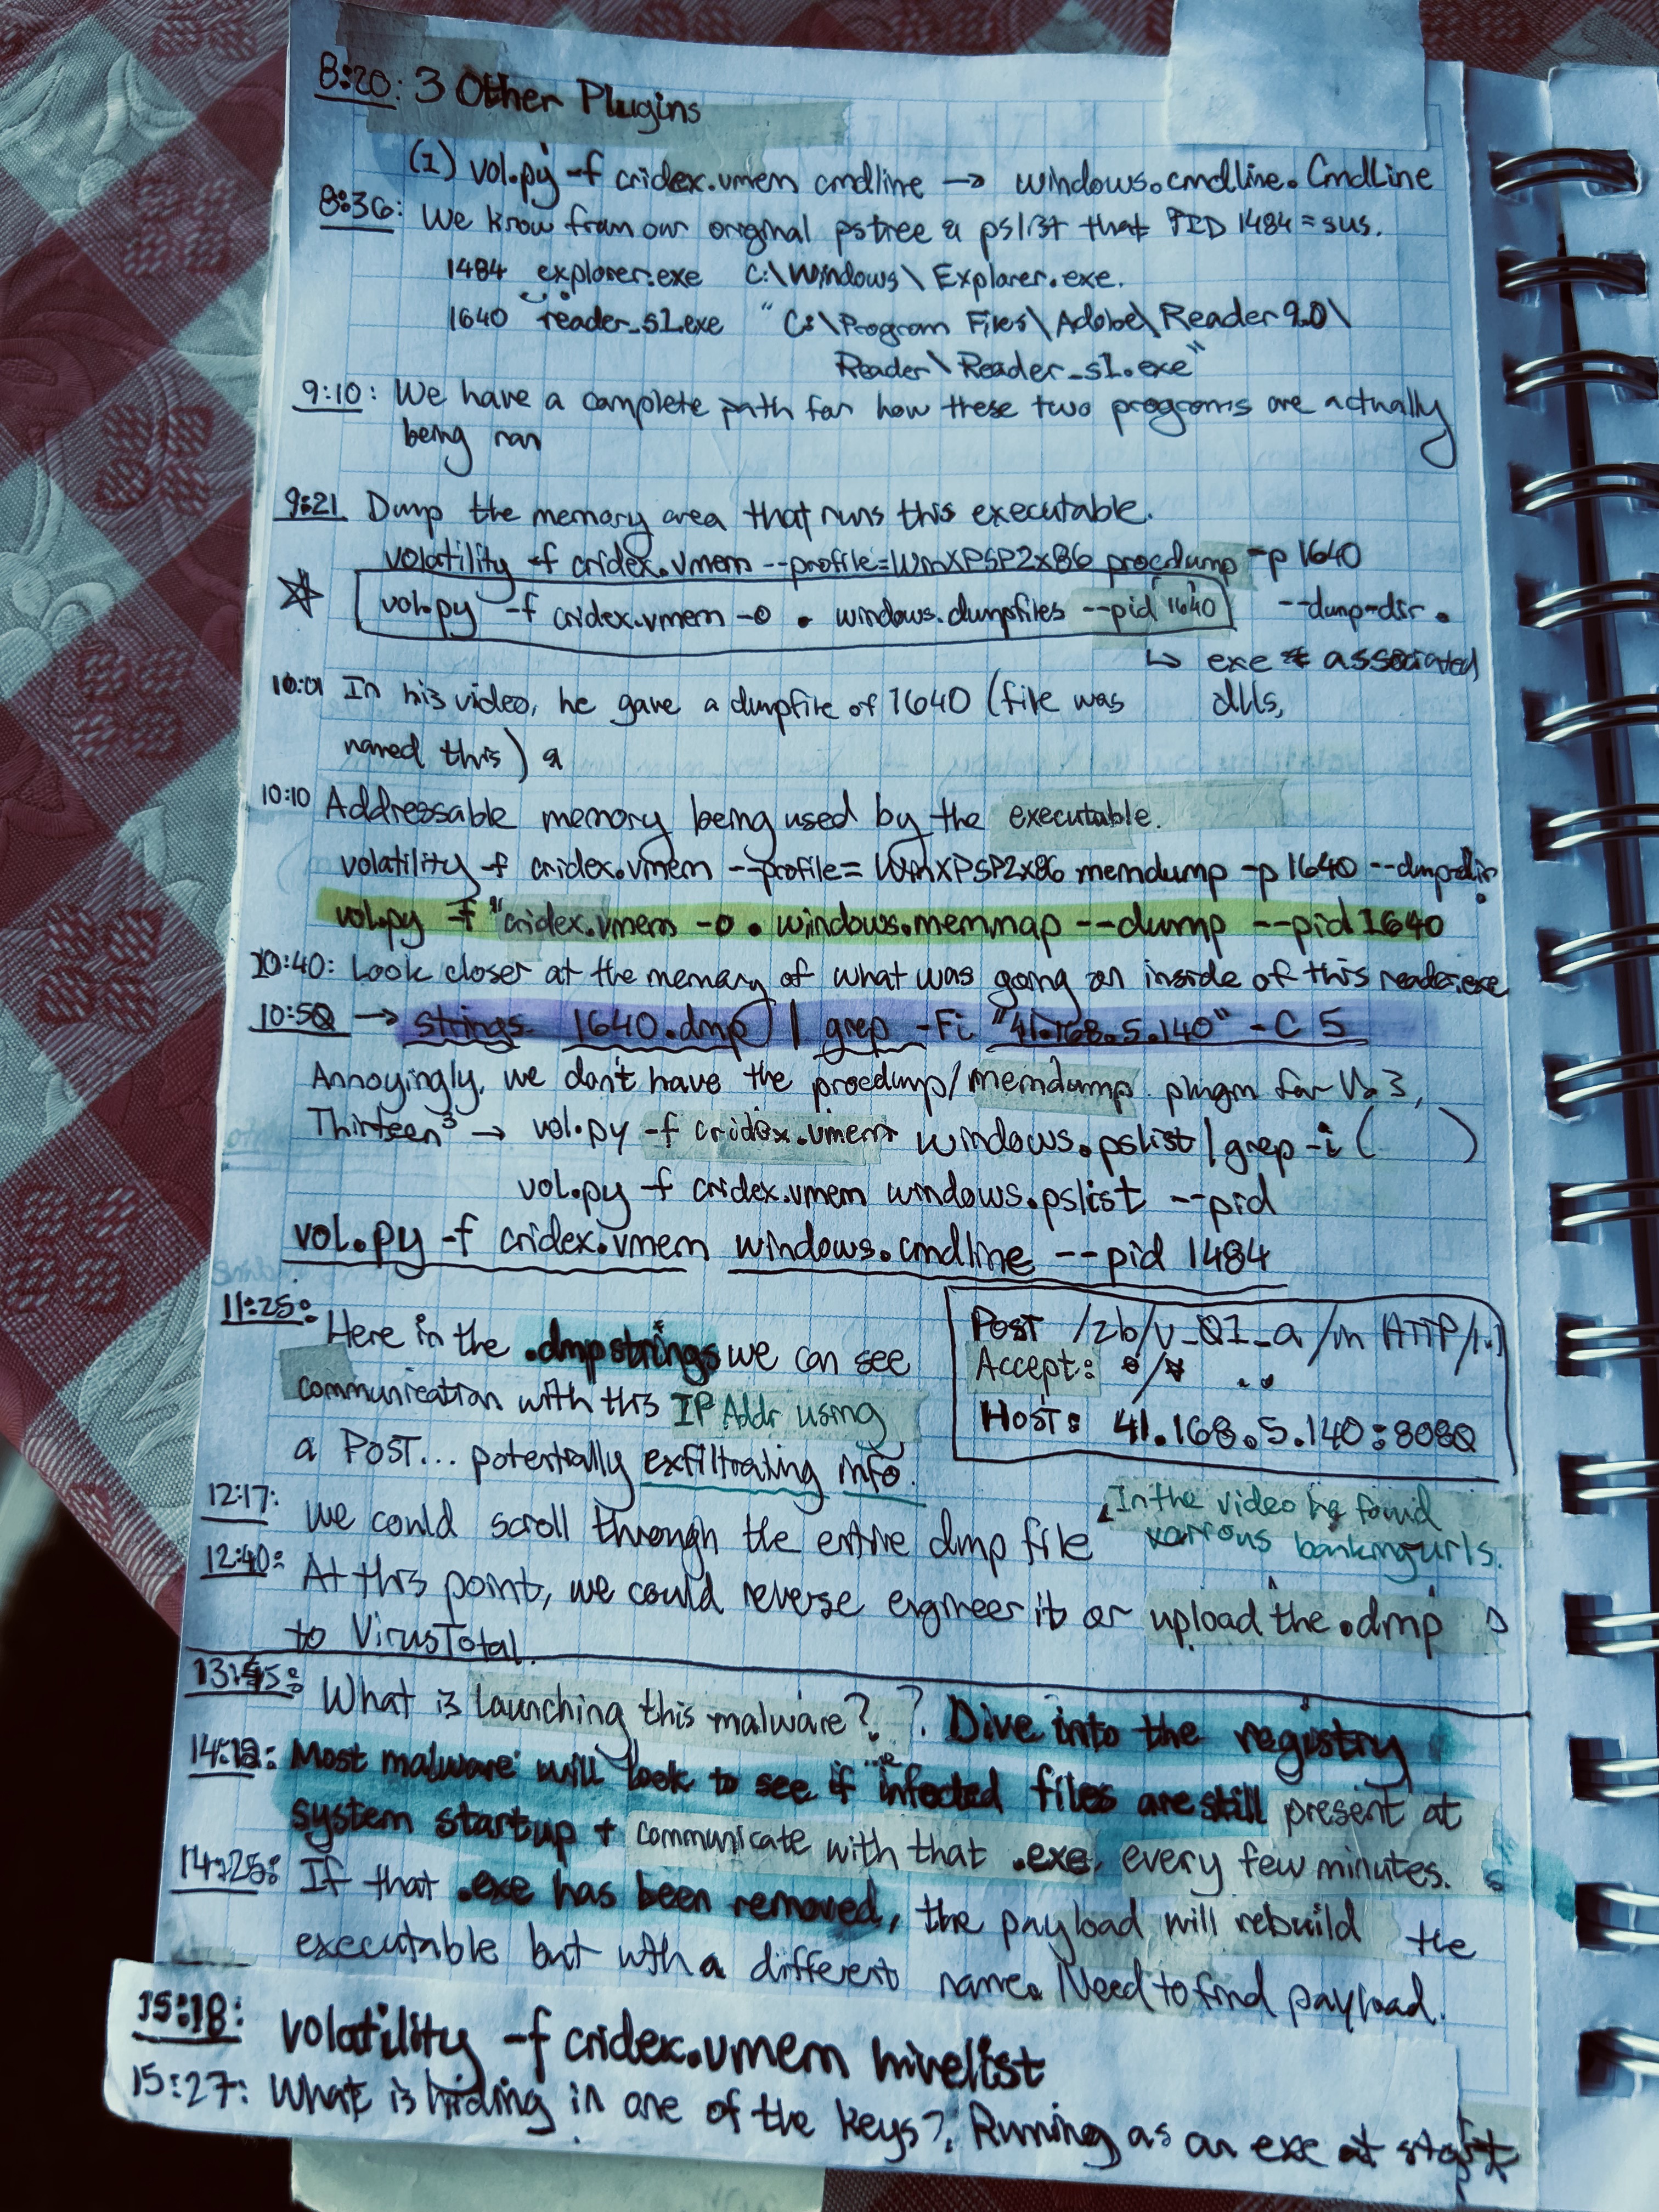 8:20: 3 Other Plugins
(1) vol.py -f cridex.vmem cmdline → windows.cmdline.CmdLine
8:36: We know from our original pstree & pslist that PID 1484 = sus.
1484 explorer.exe C:\Windows\Explorer.exe.
1640 reader_sl.exe "C:\Program Files\Adobe\Reader 9.0\
Reader\Reader_sl.exe"
9:10: We have a complete path for how these two programs are actually
being ran
9:21 Dump the memory area that runs this executable.
volatility -f cridex.vmem --profile=WinXPSP2x86 procdump -p 1640
vol.py -f cridex.vmem -o . windows.dumpfiles --pid 1640 --dump-dir .
↳ exe associated
10:01 In his video, he gave a dumpfile of 1640 (file was dlls,
named this) &
10:10 Addressable memory being used by the executable.
volatility -f cridex.vmem --profile=WinXPSP2x86 memdump -p 1640 --dmp-dir .
vol.py -f "cridex.vmem -o . windows.memmap --dump --pid 1640
10:40: Look closer at the memory of what was going on inside of this reader.exe
10:50 → strings 1640.dmp | grep -Fi "41.168.5.140" -C 5
Annoyingly, we don't have the procdump/memdump plugin for V.3,
Thirteen³ → vol.py -f cridex.vmem windows.pslist | grep -i ( )
vol.py -f cridex.vmem windows.pslist --pid
vol.py -f cridex.vmem windows.cmdline --pid 1484
11:25: Here in the .dmp strings we can see
communication with this IP Addr using
a POST... potentially exfiltrating info.
POST /zb/v_01_a/in HTTP/1.1
Accept: */*
Host: 41.168.5.140:8080
12:17: We could scroll through the entire dmp file
In the video he found
various banking urls.
12:40: At this point, we could reverse engineer it or upload the .dmp
to VirusTotal.
13:45: What is launching this malware? ? Dive into the registry
14:12: Most malware will look to see if the infected files are still present at
system startup + communicate with that .exe, every few minutes.
14:25: If that .exe has been removed, the payload will rebuild the
executable but with a different name. Need to find payload.
15:18: volatility -f cridex.vmem hivelist
15:27: What is hiding in one of the keys? Running as an exe at start